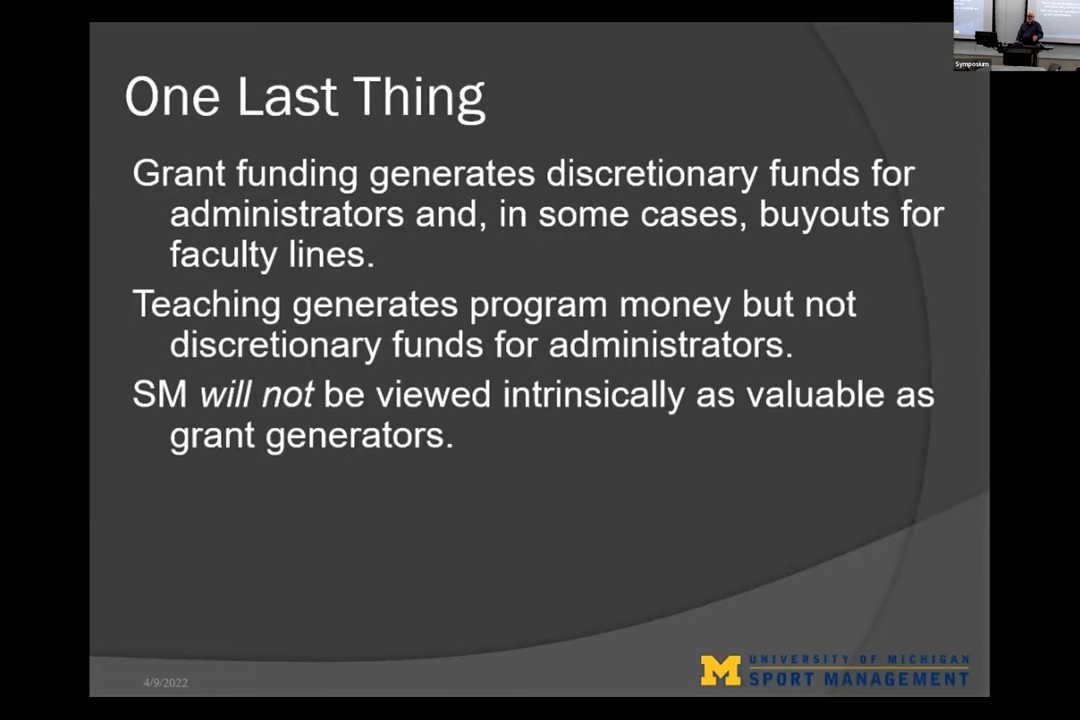 Symposium
One Last Thing
Grant funding generates discretionary funds for
administrators and, in some cases, buyouts for
faculty lines.
Teaching generates program money but not
discretionary funds for administrators.
SM will not be viewed intrinsically as valuable as
grant generators.
4/9/2022
M UNIVERSITY OF MICHIGAN
SPORT MANAGEMENT